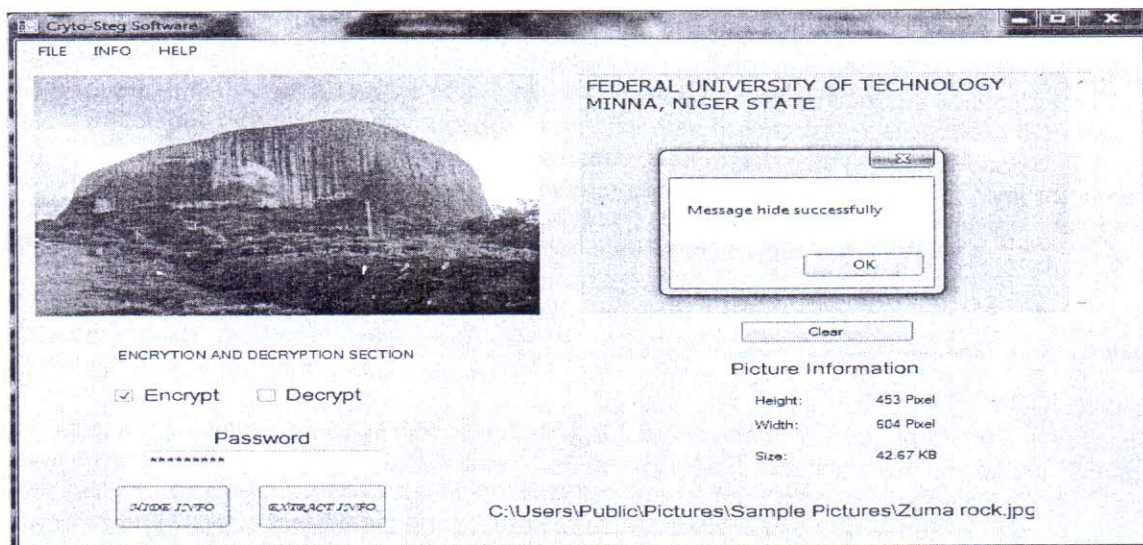 Cryto-Steg Software
FILE INFO HELP
FEDERAL UNIVERSITY OF TECHNOLOGY
MINNA, NIGER STATE
Message hide successfully
OK
Clear
ENCRYTION AND DECRYPTION SECTION
Encrypt Decrypt
Password
*********
HIDE INFO EXTRACT INFO
Picture Information
Height: 453 Pixel
Width: 604 Pixel
Size: 42.67 KB
C:\Users\Public\Pictures\Sample Pictures\Zuma rock.jpg